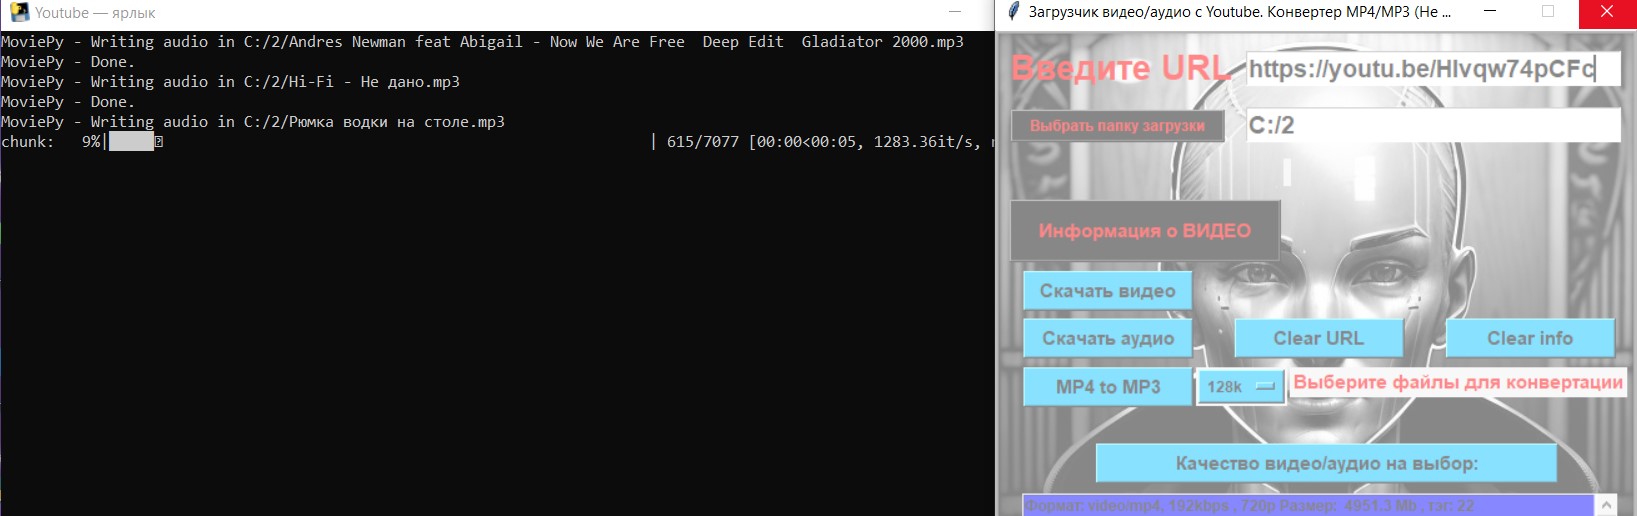 Youtube — ярлык
MoviePy - Writing audio in C:/2/Andres Newman feat Abigail - Now We Are Free  Deep Edit  Gladiator 2000.mp3
MoviePy - Done.
MoviePy - Writing audio in C:/2/Hi-Fi - Не дано.mp3
MoviePy - Done.
MoviePy - Writing audio in C:/2/Рюмка водки на столе.mp3
chunk:   9%| | 615/7077 [00:00<00:05, 1283.36it/s,
Загрузчик видео/аудио с Youtube. Конвертер MP4/MP3 (Не ...
Введите URL
https://youtu.be/HIvqw74pCFc
Выбрать папку загрузки
C:/2
Информация о ВИДЕО
Скачать видео
Скачать аудио
Clear URL
Clear info
MP4 to MP3
128k
Выберите файлы для конвертации
Качество видео/аудио на выбор:
Формат: video/mp4, 192kbps , 720p Размер:  4951.3 Mb , тэг: 22